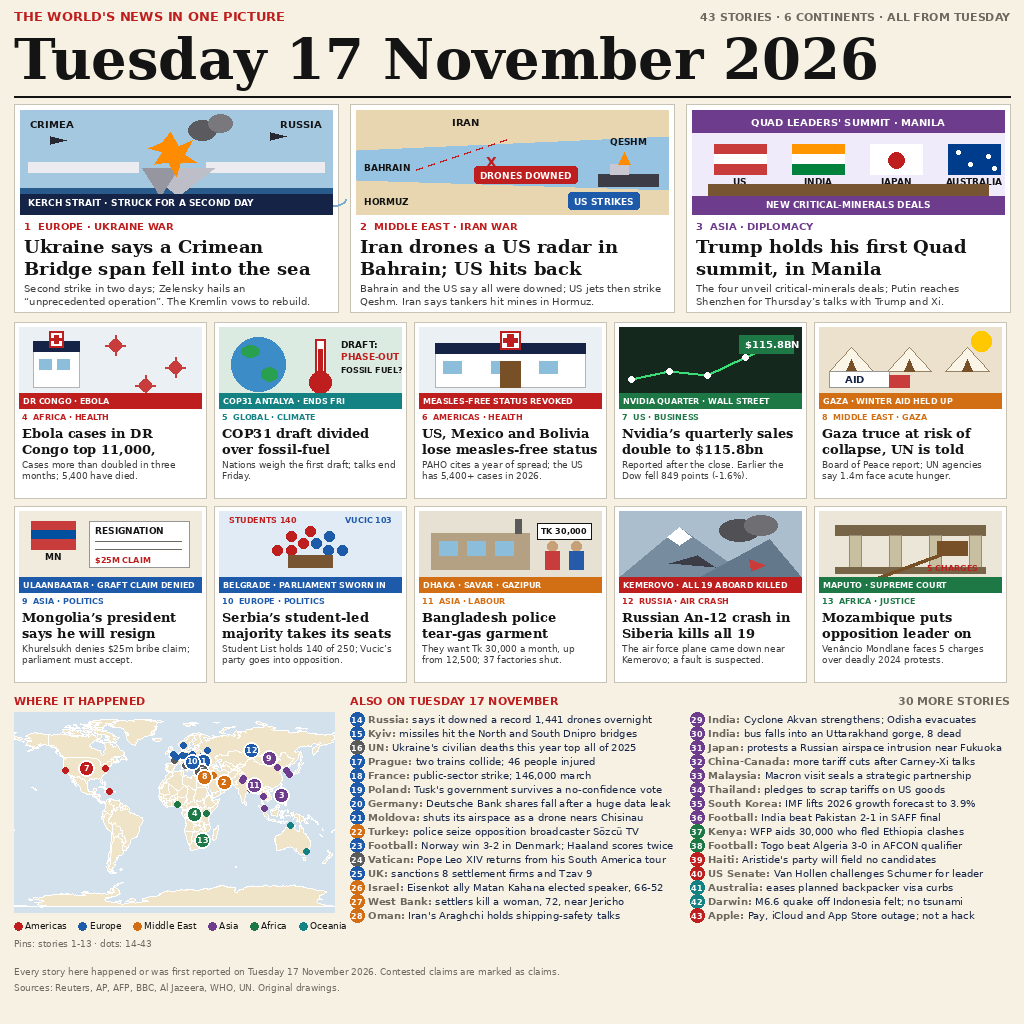 THE WORLD'S NEWS IN ONE PICTURE
43 STORIES · 6 CONTINENTS · ALL FROM TUESDAY
Tuesday 17 November 2026
CRIMEA
RUSSIA
KERCH STRAIT · STRUCK FOR A SECOND DAY
1 EUROPE · UKRAINE WAR
Ukraine says a Crimean
Bridge span fell into the sea
Second strike in two days; Zelensky hails an
“unprecedented operation”. The Kremlin vows to rebuild.
IRAN
QESHM
BAHRAIN
X
DRONES DOWNED
HORMUZ
US STRIKES
2 MIDDLE EAST · IRAN WAR
Iran drones a US radar in
Bahrain; US hits back
Bahrain and the US say all were downed; US jets then strike
Qeshm. Iran says tankers hit mines in Hormuz.
QUAD LEADERS' SUMMIT · MANILA
US
INDIA
JAPAN
AUSTRALIA
NEW CRITICAL-MINERALS DEALS
3 ASIA · DIPLOMACY
Trump holds his first Quad
summit, in Manila
The four unveil critical-minerals deals; Putin reaches
Shenzhen for Thursday's talks with Trump and Xi.
DR CONGO · EBOLA
4 AFRICA · HEALTH
Ebola cases in DR
Congo top 11,000,
Cases more than doubled in three
months; 5,400 have died.
DRAFT:
PHASE-OUT
FOSSIL FUEL?
COP31 ANTALYA · ENDS FRI
5 GLOBAL · CLIMATE
COP31 draft divided
over fossil-fuel
Nations weigh the first draft; talks end
Friday.
MEASLES-FREE STATUS REVOKED
6 AMERICAS · HEALTH
US, Mexico and Bolivia
lose measles-free status
PAHO cites a year of spread; the US
has 5,400+ cases in 2026.
$115.8BN
NVIDIA QUARTER · WALL STREET
7 US · BUSINESS
Nvidia’s quarterly sales
double to $115.8bn
Reported after the close. Earlier the
Dow fell 849 points (-1.6%).
AID
GAZA · WINTER AID HELD UP
8 MIDDLE EAST · GAZA
Gaza truce at risk of
collapse, UN is told
Board of Peace report; UN agencies
say 1.4m face acute hunger.
MN
RESIGNATION
$25M CLAIM
ULAANBAATAR · GRAFT CLAIM DENIED
9 ASIA · POLITICS
Mongolia’s president
says he will resign
Khurelsukh denies $25m bribe claim;
parliament must accept.
STUDENTS 140
VUCIC 103
BELGRADE · PARLIAMENT SWORN IN
10 EUROPE · POLITICS
Serbia’s student-led
majority takes its seats
Student List holds 140 of 250; Vucic’s
party goes into opposition.
TK 30,000
DHAKA · SAVAR · GAZIPUR
11 ASIA · LABOUR
Bangladesh police
tear-gas garment
They want Tk 30,000 a month, up
from 12,500; 37 factories shut.
KEMEROVO · ALL 19 ABOARD KILLED
12 RUSSIA · AIR CRASH
Russian An-12 crash in
Siberia kills all 19
The air force plane came down near
Kemerovo; a fault is suspected.
5 CHARGES
MAPUTO · SUPREME COURT
13 AFRICA · JUSTICE
Mozambique puts
opposition leader on
Venâncio Mondlane faces 5 charges
over deadly 2024 protests.
WHERE IT HAPPENED
7
12
10
1
9
8
2
11
3
4
13
Americas
Europe
Middle East
Asia
Africa
Oceania
Pins: stories 1-13 · dots: 14-43
ALSO ON TUESDAY 17 NOVEMBER
30 MORE STORIES
14 Russia: says it downed a record 1,441 drones overnight
15 Kyiv: missiles hit the North and South Dnipro bridges
16 UN: Ukraine's civilian deaths this year top all of 2025
17 Prague: two trains collide; 46 people injured
18 France: public-sector strike; 146,000 march
19 Poland: Tusk's government survives a no-confidence vote
20 Germany: Deutsche Bank shares fall after a huge data leak
21 Moldova: shuts its airspace as a drone nears Chisinau
22 Turkey: police seize opposition broadcaster Sözcü TV
23 Football: Norway win 3-2 in Denmark; Haaland scores twice
24 Vatican: Pope Leo XIV returns from his South America tour
25 UK: sanctions 8 settlement firms and Tzav 9
26 Israel: Eisenkot ally Matan Kahana elected speaker, 66-52
27 West Bank: settlers kill a woman, 72, near Jericho
28 Oman: Iran's Araghchi holds shipping-safety talks
29 India: Cyclone Akvan strengthens; Odisha evacuates
30 India: bus falls into an Uttarakhand gorge, 8 dead
31 Japan: protests a Russian airspace intrusion near Fukuoka
32 China-Canada: more tariff cuts after Carney-Xi talks
33 Malaysia: Macron visit seals a strategic partnership
34 Thailand: pledges to scrap tariffs on US goods
35 South Korea: IMF lifts 2026 growth forecast to 3.9%
36 Football: India beat Pakistan 2-1 in SAFF final
37 Kenya: WFP aids 30,000 who fled Ethiopia clashes
38 Football: Togo beat Algeria 3-0 in AFCON qualifier
39 Haiti: Aristide's party will field no candidates
40 US Senate: Van Hollen challenges Schumer for leader
41 Australia: eases planned backpacker visa curbs
42 Darwin: M6.6 quake off Indonesia felt; no tsunami
43 Apple: Pay, iCloud and App Store outage; not a hack
Every story here happened or was first reported on Tuesday 17 November 2026. Contested claims are marked as claims.
Sources: Reuters, AP, AFP, BBC, Al Jazeera, WHO, UN. Original drawings.